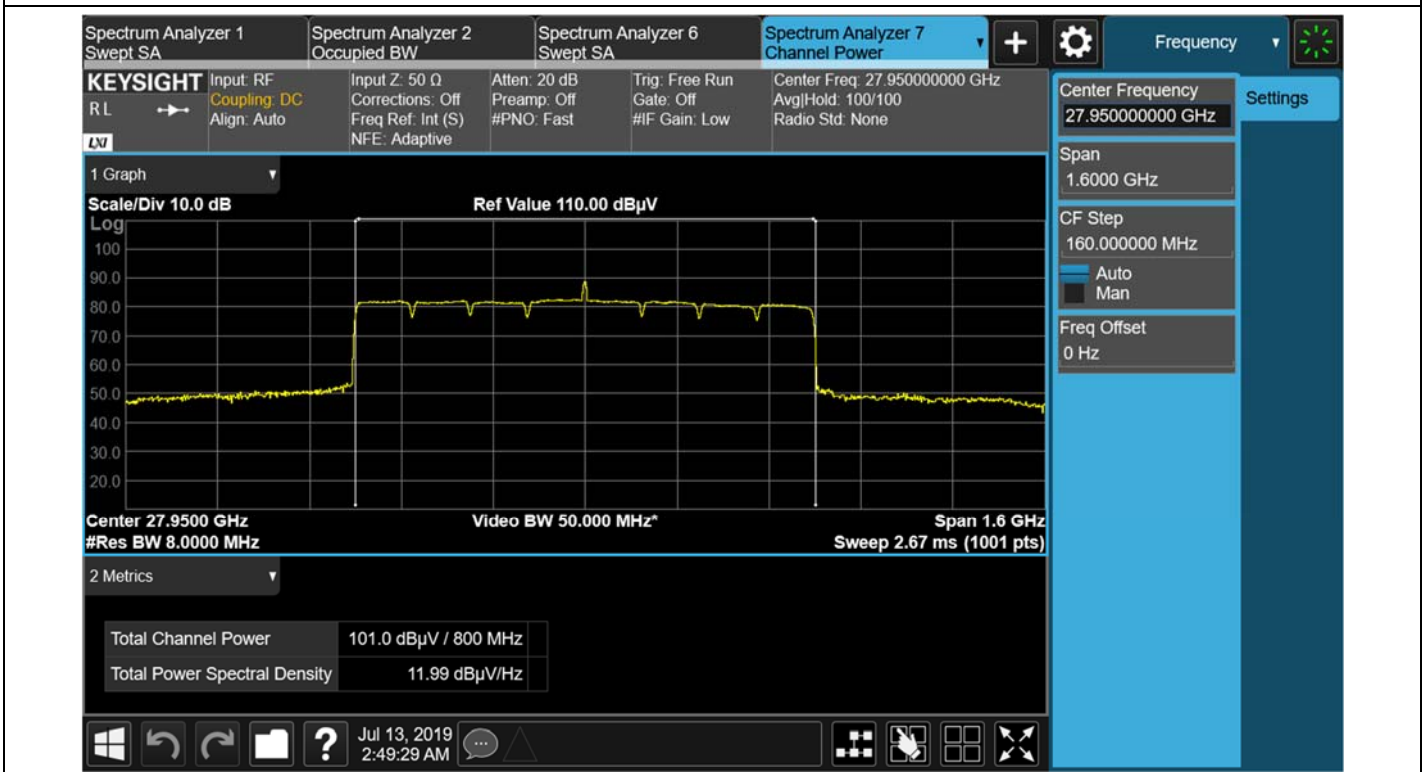 Spectrum Analyzer 1
Swept SA
Spectrum Analyzer 2
Occupied BW
Spectrum Analyzer 6
Swept SA
Spectrum Analyzer 7
Channel Power
+
Frequency
KEYSIGHT
RL
LXI
Input: RF
Coupling: DC
Align: Auto
Input Z: 50 Ω
Corrections: Off
Freq Ref: Int (S)
NFE: Adaptive
Atten: 20 dB
Preamp: Off
#PNO: Fast
Trig: Free Run
Gate: Off
#IF Gain: Low
Center Freq: 27.950000000 GHz
Avg|Hold: 100/100
Radio Std: None
Center Frequency
27.950000000 GHz
Settings
Span
1.6000 GHz
CF Step
160.000000 MHz
Auto
Man
Freq Offset
0 Hz
1 Graph
Scale/Div 10.0 dB
Ref Value 110.00 dBµV
Log
100
90.0
80.0
70.0
60.0
50.0
40.0
30.0
20.0
Center 27.9500 GHz
Video BW 50.000 MHz*
Span 1.6 GHz
#Res BW 8.0000 MHz
Sweep 2.67 ms (1001 pts)
2 Metrics
Total Channel Power 101.0 dBµV / 800 MHz
Total Power Spectral Density 11.99 dBµV/Hz
?
Jul 13, 2019
2:49:29 AM